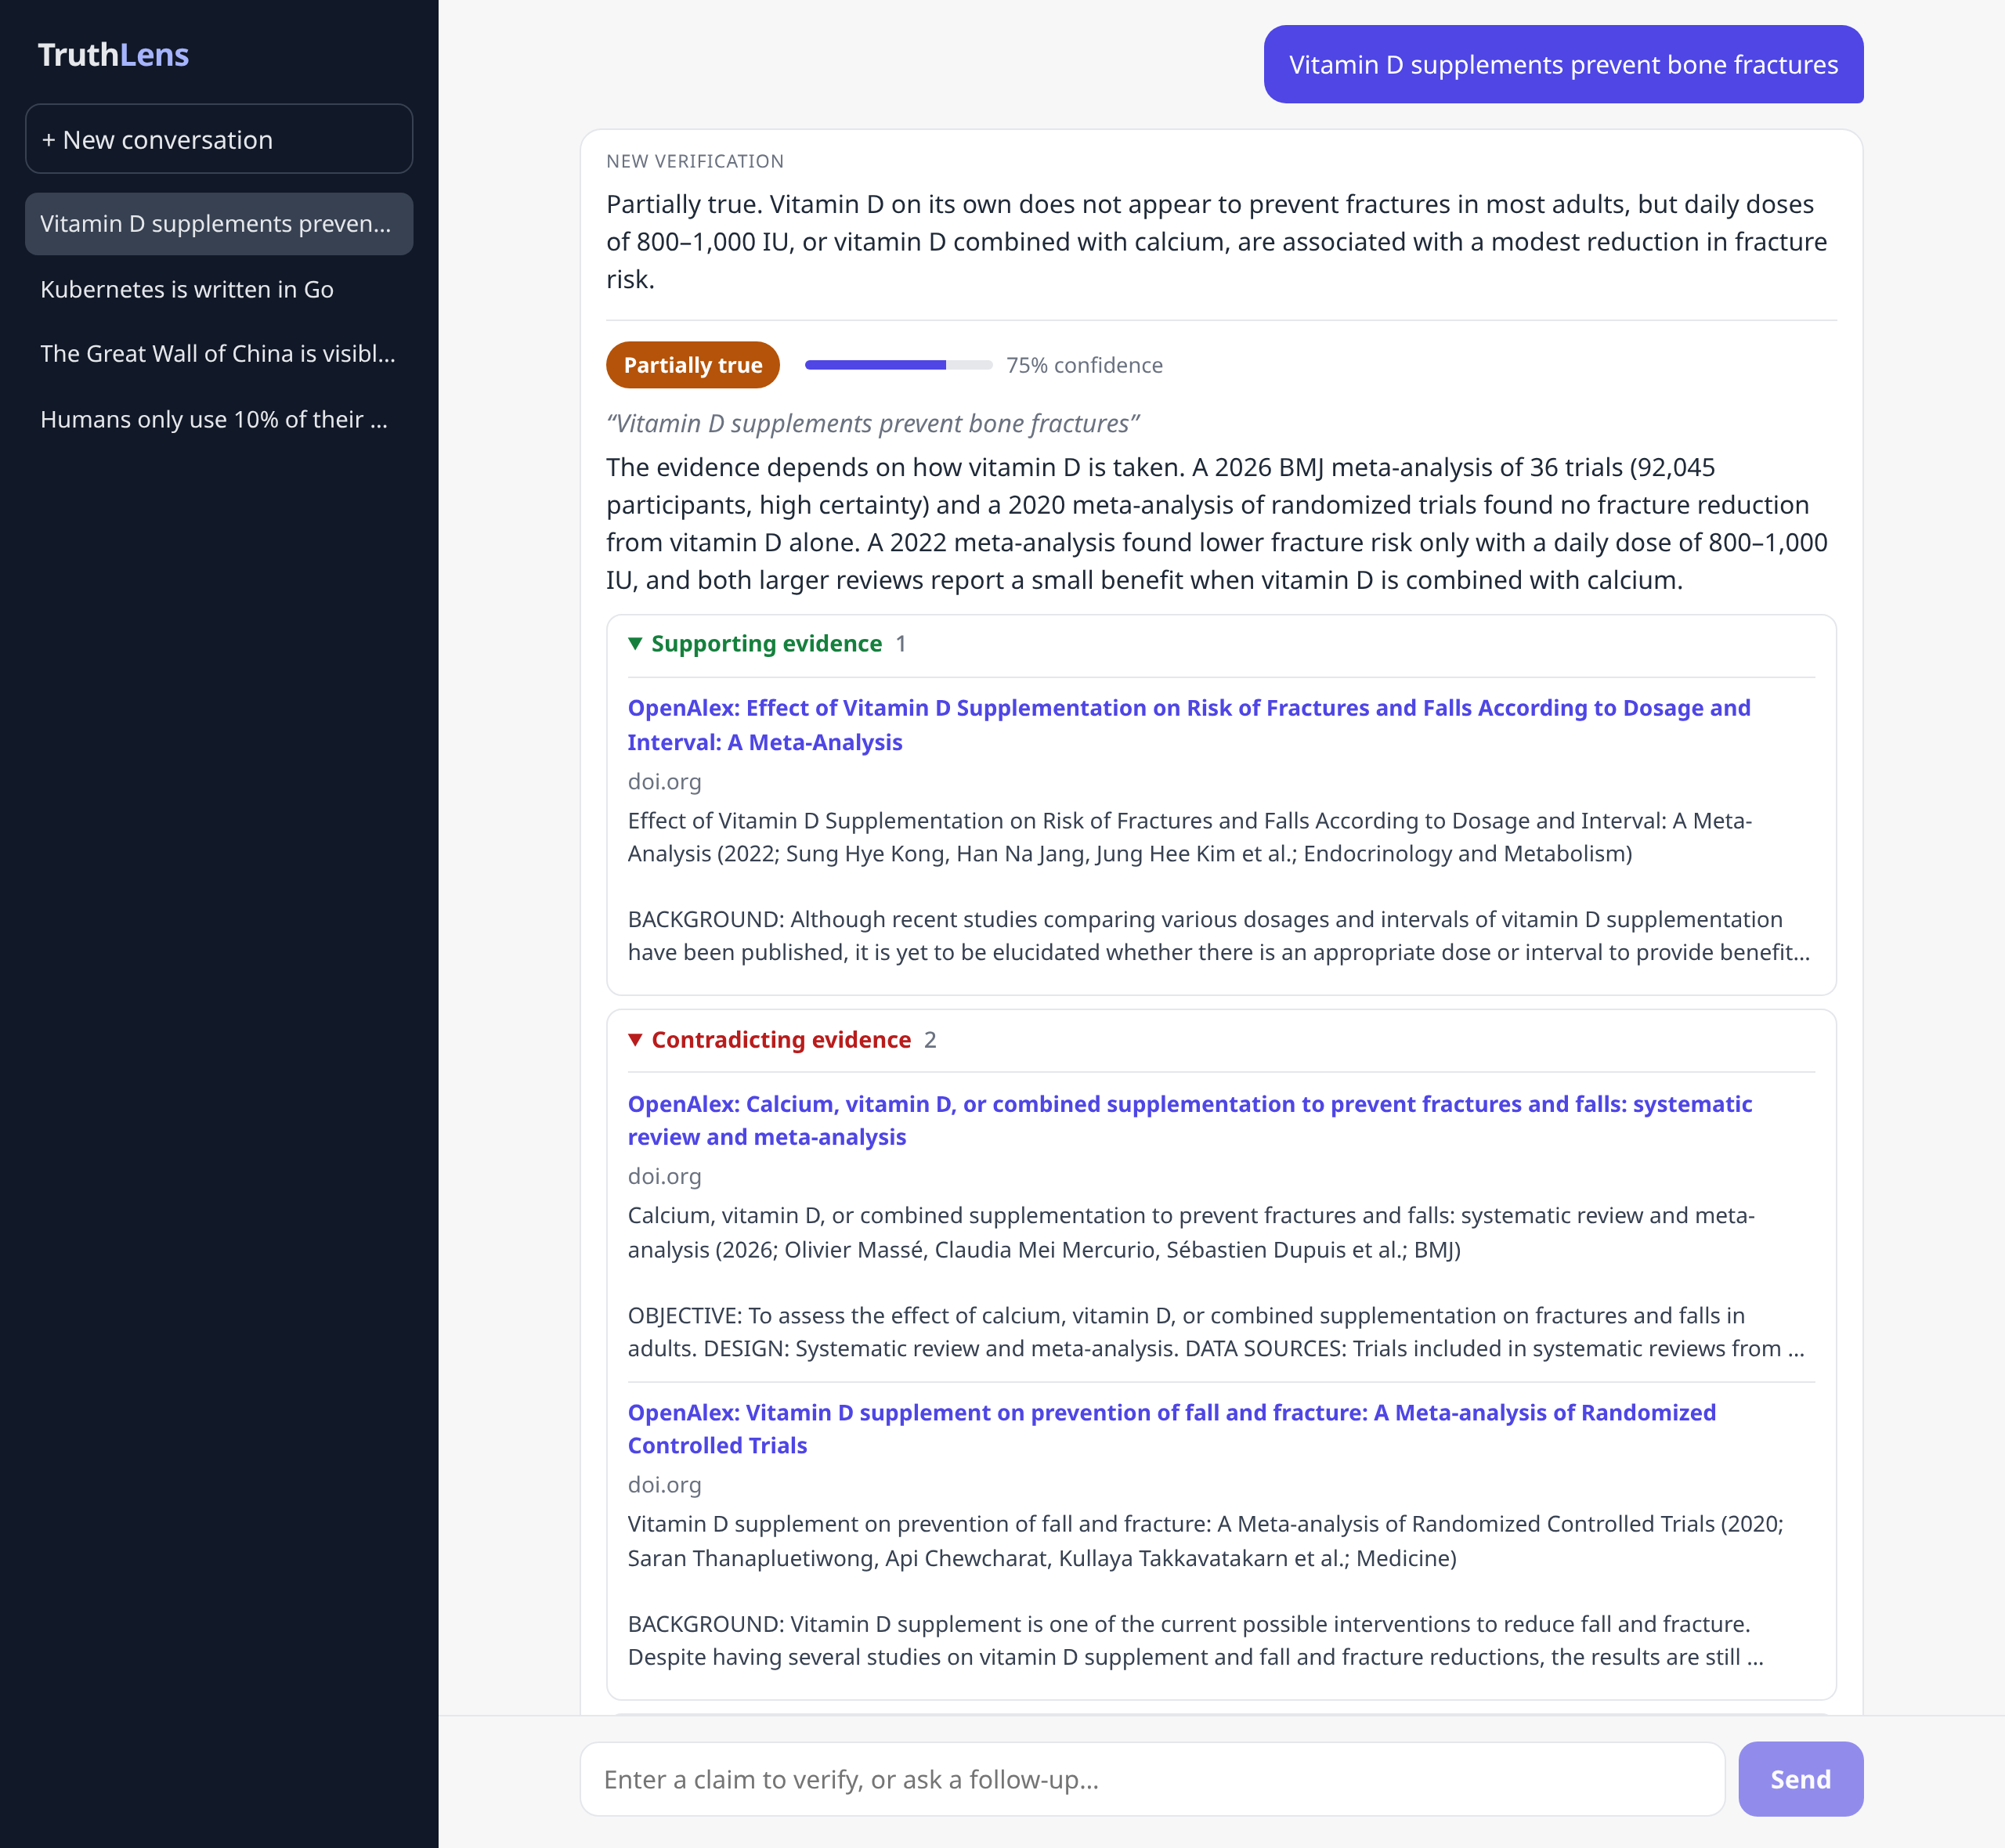 TruthLens
+ New conversation
Vitamin D supplements preven...
Kubernetes is written in Go
The Great Wall of China is visibl...
Humans only use 10% of their ...
Vitamin D supplements prevent bone fractures
NEW VERIFICATION
Partially true. Vitamin D on its own does not appear to prevent fractures in most adults, but daily doses
of 800–1,000 IU, or vitamin D combined with calcium, are associated with a modest reduction in fracture
risk.
Partially true
75% confidence
“Vitamin D supplements prevent bone fractures”
The evidence depends on how vitamin D is taken. A 2026 BMJ meta-analysis of 36 trials (92,045
participants, high certainty) and a 2020 meta-analysis of randomized trials found no fracture reduction
from vitamin D alone. A 2022 meta-analysis found lower fracture risk only with a daily dose of 800–1,000
IU, and both larger reviews report a small benefit when vitamin D is combined with calcium.
▼ Supporting evidence 1
OpenAlex: Effect of Vitamin D Supplementation on Risk of Fractures and Falls According to Dosage and
Interval: A Meta-Analysis
doi.org
Effect of Vitamin D Supplementation on Risk of Fractures and Falls According to Dosage and Interval: A Meta-
Analysis (2022; Sung Hye Kong, Han Na Jang, Jung Hee Kim et al.; Endocrinology and Metabolism)
BACKGROUND: Although recent studies comparing various dosages and intervals of vitamin D supplementation
have been published, it is yet to be elucidated whether there is an appropriate dose or interval to provide benefit...
▼ Contradicting evidence 2
OpenAlex: Calcium, vitamin D, or combined supplementation to prevent fractures and falls: systematic
review and meta-analysis
doi.org
Calcium, vitamin D, or combined supplementation to prevent fractures and falls: systematic review and meta-
analysis (2026; Olivier Massé, Claudia Mei Mercurio, Sébastien Dupuis et al.; BMJ)
OBJECTIVE: To assess the effect of calcium, vitamin D, or combined supplementation on fractures and falls in
adults. DESIGN: Systematic review and meta-analysis. DATA SOURCES: Trials included in systematic reviews from ...
OpenAlex: Vitamin D supplement on prevention of fall and fracture: A Meta-analysis of Randomized
Controlled Trials
doi.org
Vitamin D supplement on prevention of fall and fracture: A Meta-analysis of Randomized Controlled Trials (2020;
Saran Thanapluetiwong, Api Chewcharat, Kullaya Takkavatakarn et al.; Medicine)
BACKGROUND: Vitamin D supplement is one of the current possible interventions to reduce fall and fracture.
Despite having several studies on vitamin D supplement and fall and fracture reductions, the results are still ...
Enter a claim to verify, or ask a follow-up...
Send